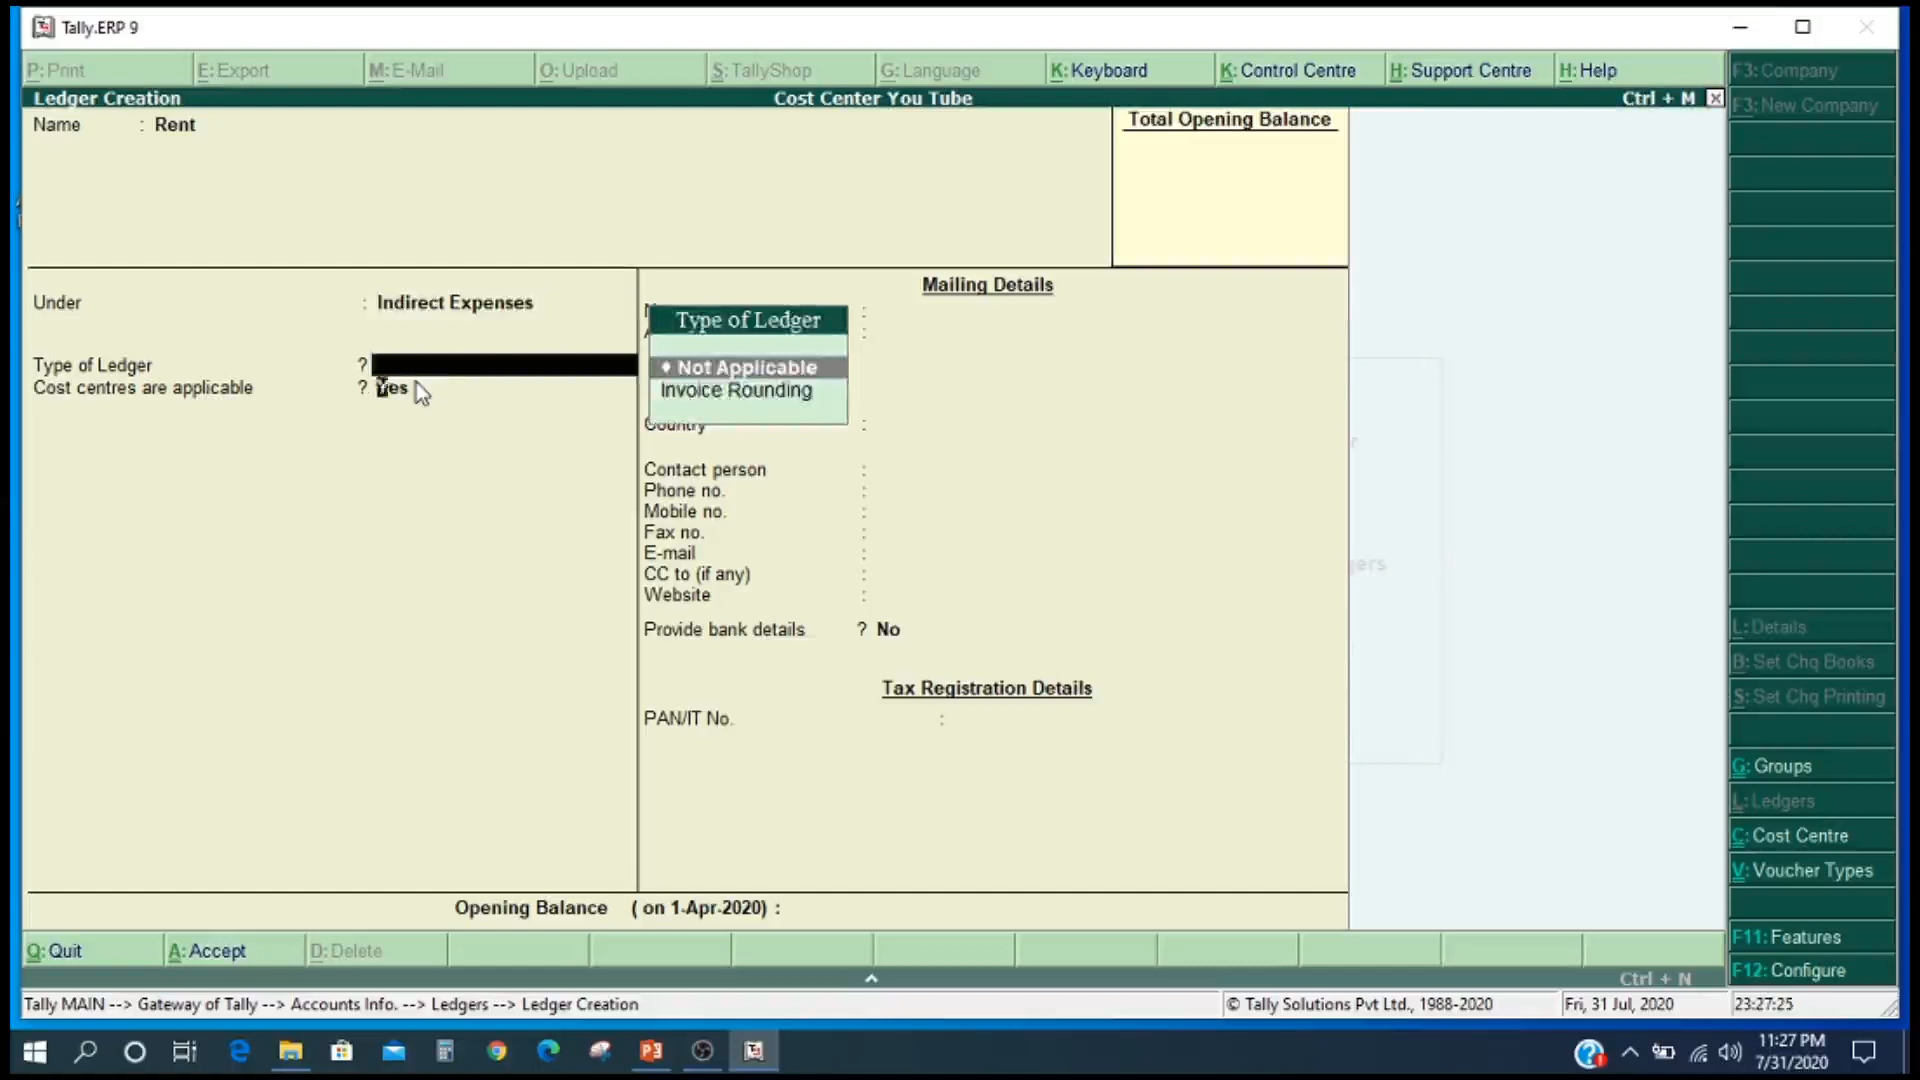 Tally.ERP 9
P: Print E: Export M: E-Mail O: Upload S: TallyShop G: Language K: Keyboard K: Control Centre H: Support Centre H: Help
F3: Company
Ledger Creation Cost Center You Tube Ctrl + M
F3: New Company
Name : Rent
Total Opening Balance
Mailing Details
Under : Indirect Expenses
Type of Ledger
Type of Ledger ?
♦ Not Applicable
Cost centres are applicable ? Yes
Invoice Rounding
Country :
Contact person :
Phone no. :
Mobile no. :
Fax no. :
E-mail :
CC to (if any) :
Website :
gers
Provide bank details ? No
Tax Registration Details
PAN/IT No. :
L: Details
B: Set Chq Books
S: Set Chq Printing
G: Groups
L: Ledgers
C: Cost Centre
V: Voucher Types
Opening Balance ( on 1-Apr-2020) :
F11: Features
Q: Quit A: Accept D: Delete
F12: Configure
Ctrl + N
Tally MAIN --> Gateway of Tally --> Accounts Info. --> Ledgers --> Ledger Creation © Tally Solutions Pvt Ltd., 1988-2020 Fri, 31 Jul, 2020 23:27:25
11:27 PM
7/31/2020